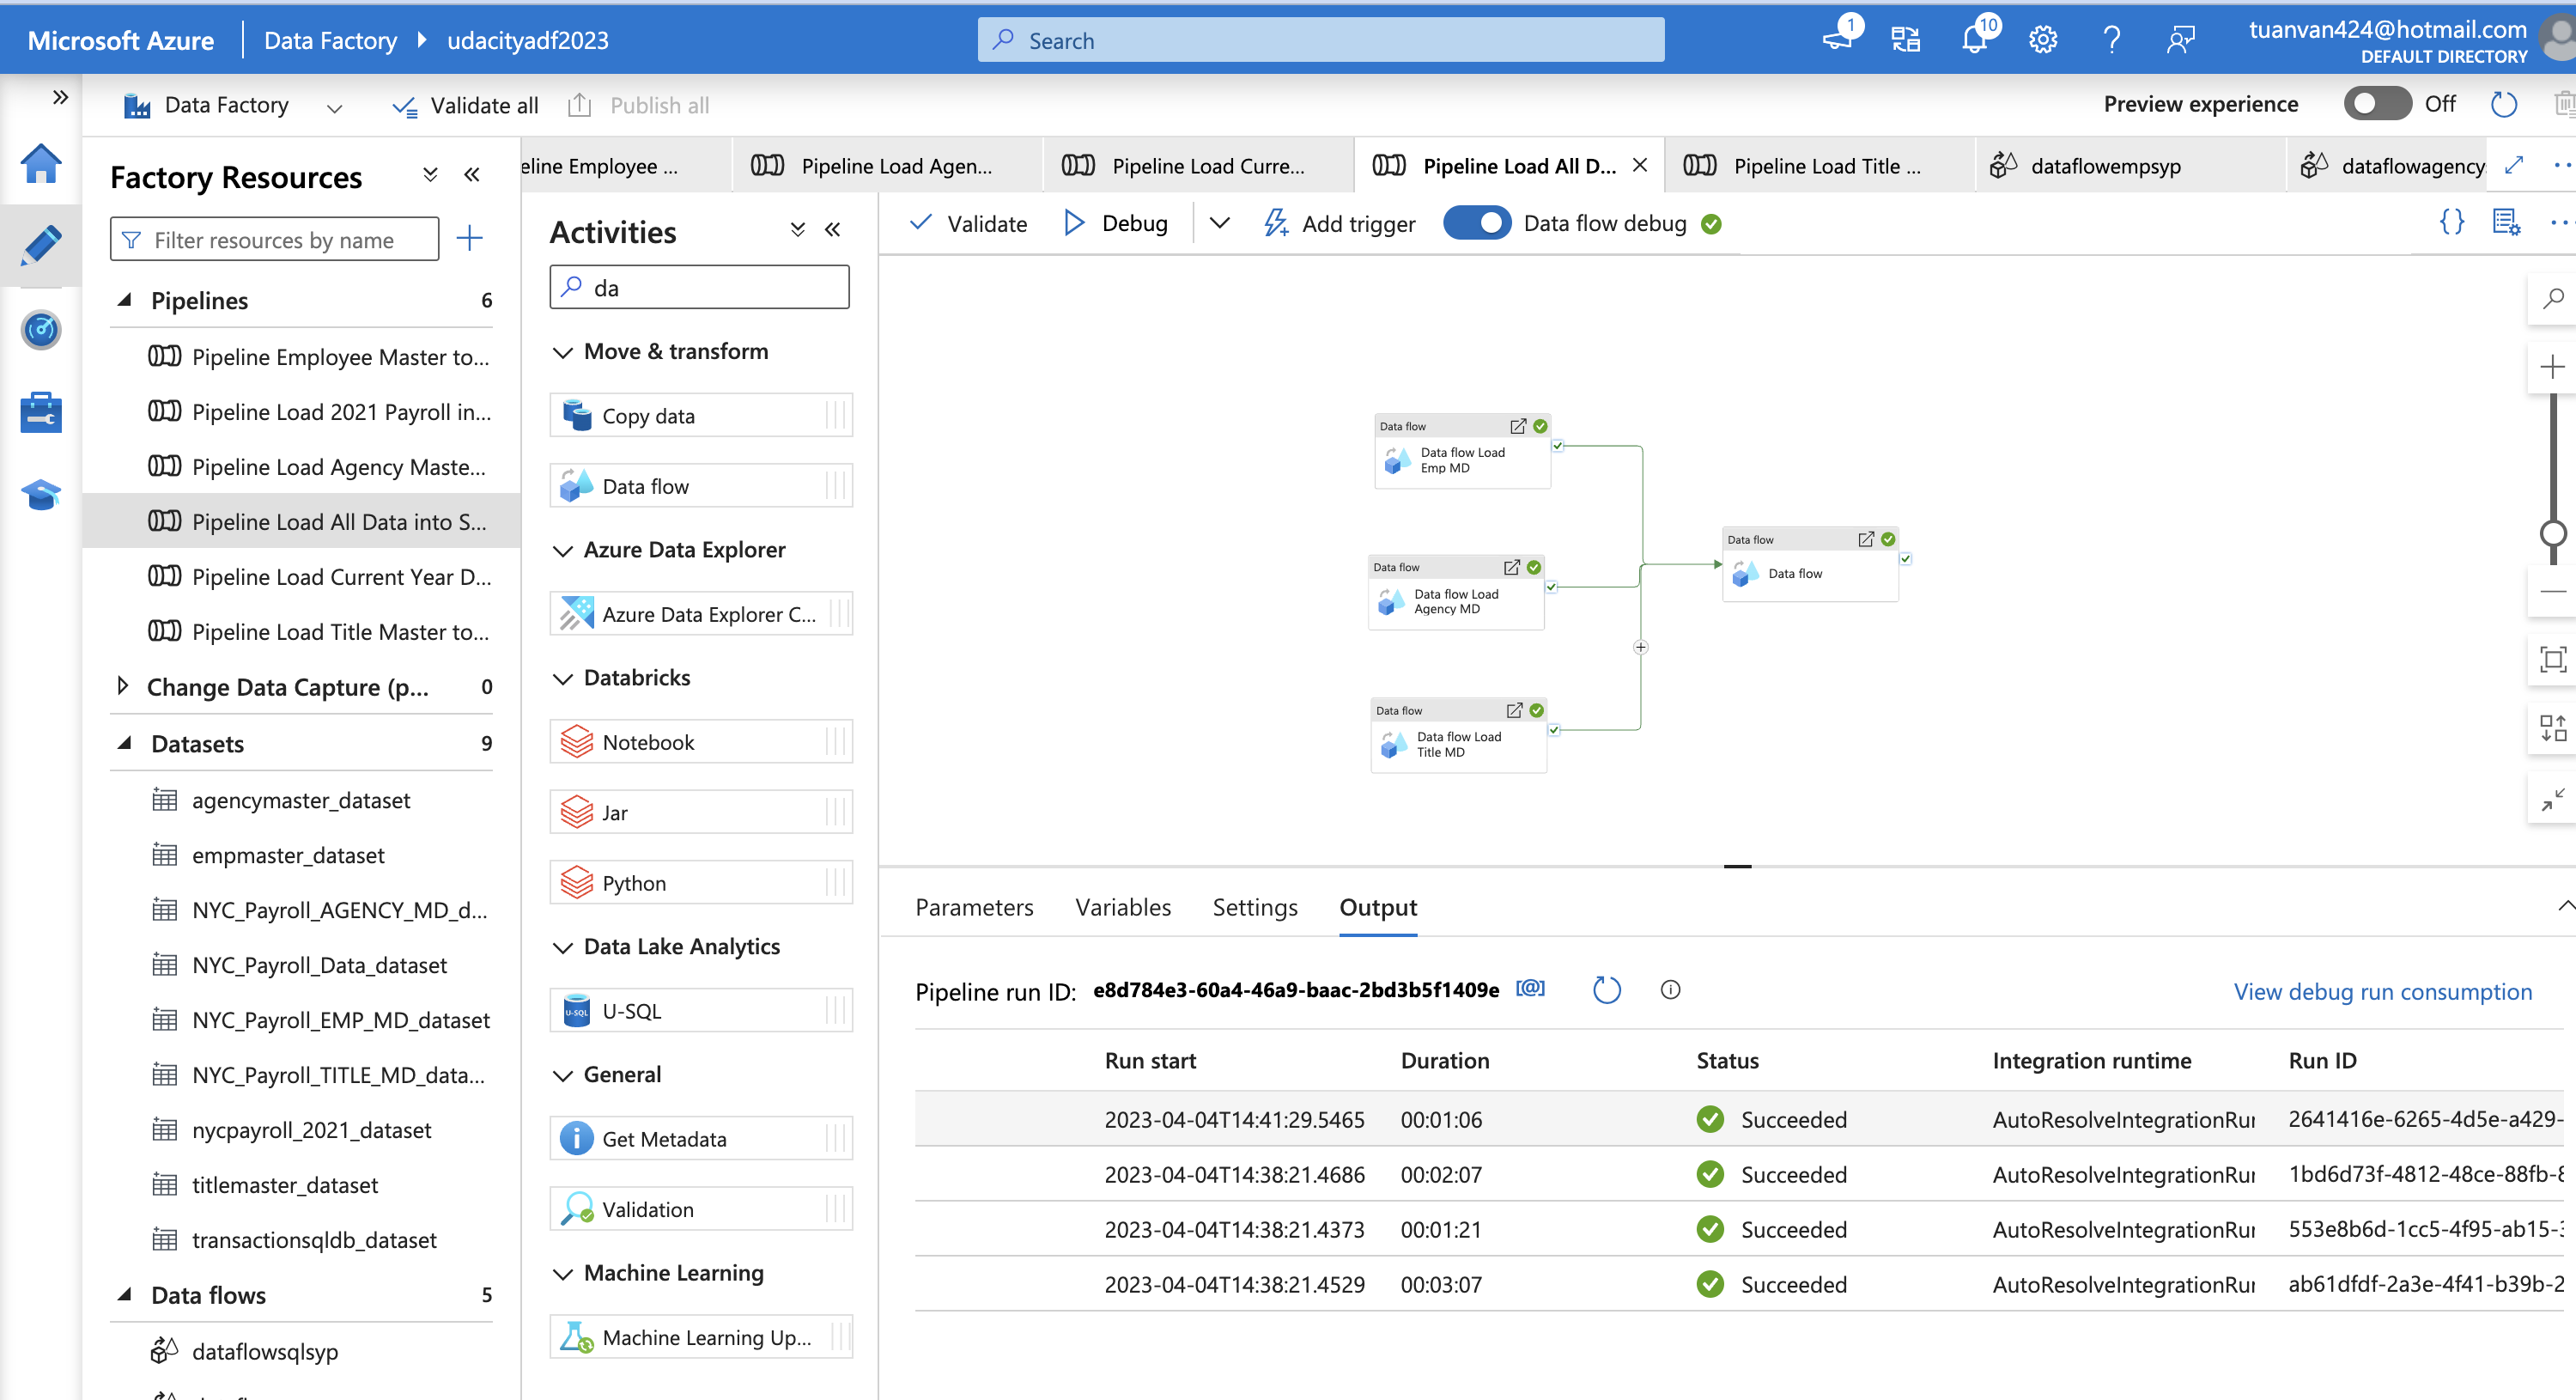 Microsoft Azure
Data Factory
udacityadf2023
Search
1
10
tuanvan424@hotmail.com
DEFAULT DIRECTORY
Data Factory
Validate all
Publish all
Preview experience
Off
Factory Resources
Filter resources by name
Pipelines
6
Pipeline Employee Master to...
Pipeline Load 2021 Payroll in...
Pipeline Load Agency Maste...
Pipeline Load All Data into S...
Pipeline Load Current Year D...
Pipeline Load Title Master to...
Change Data Capture (p...
0
Datasets
9
agencymaster_dataset
empmaster_dataset
NYC_Payroll_AGENCY_MD_d...
NYC_Payroll_Data_dataset
NYC_Payroll_EMP_MD_dataset
NYC_Payroll_TITLE_MD_data...
nycpayroll_2021_dataset
titlemaster_dataset
transactionsqldb_dataset
Data flows
5
dataflowsqlsyp
eline Employee ...
Pipeline Load Agen...
Pipeline Load Curre...
Pipeline Load All D...
Pipeline Load Title ...
dataflowempsyp
dataflowagency
Activities
da
Move & transform
Copy data
Data flow
Azure Data Explorer
Azure Data Explorer C...
Databricks
Notebook
Jar
Python
Data Lake Analytics
U-SQL
U-SQL
General
Get Metadata
Validation
Machine Learning
Machine Learning Up...
Validate
Debug
Add trigger
Data flow debug
Data flow
Data flow Load
Emp MD
Data flow
Data flow Load
Agency MD
Data flow
Data flow Load
Title MD
Data flow
Data flow
Parameters
Variables
Settings
Output
Pipeline run ID: e8d784e3-60a4-46a9-baac-2bd3b5f1409e
View debug run consumption
Run start Duration Status Integration runtime Run ID
2023-04-04T14:41:29.5465 00:01:06 Succeeded AutoResolveIntegrationRur 2641416e-6265-4d5e-a429-
2023-04-04T14:38:21.4686 00:02:07 Succeeded AutoResolveIntegrationRur 1bd6d73f-4812-48ce-88fb-
2023-04-04T14:38:21.4373 00:01:21 Succeeded AutoResolveIntegrationRur 553e8b6d-1cc5-4f95-ab15-
2023-04-04T14:38:21.4529 00:03:07 Succeeded AutoResolveIntegrationRur ab61dfdf-2a3e-4f41-b39b-2